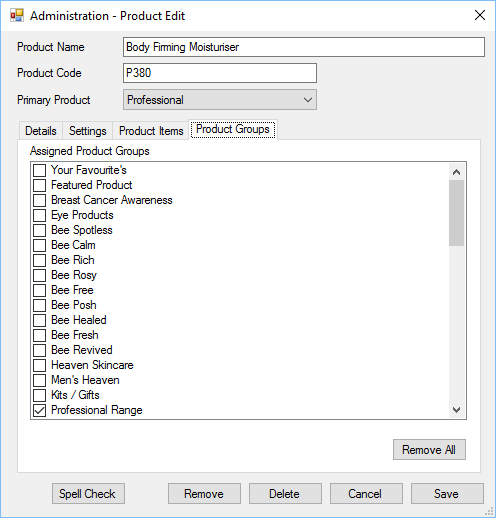 Administration - Product Edit
Product Name Body Firming Moisturiser
Product Code P380
Primary Product Professional
Details Settings Product Items Product Groups
Assigned Product Groups
Your Favourite's
Featured Product
Breast Cancer Awareness
Eye Products
Bee Spotless
Bee Calm
Bee Rich
Bee Rosy
Bee Free
Bee Posh
Bee Healed
Bee Fresh
Bee Revived
Heaven Skincare
Men's Heaven
Kits / Gifts
Professional Range
Remove All
Spell Check Remove Delete Cancel Save